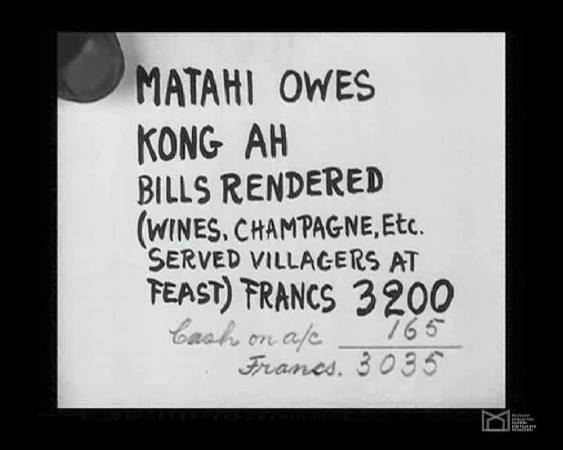 MATAHI OWES
KONG AH
BILLS RENDERED
(WINES, CHAMPAGNE, Etc.
SERVED VILLAGERS AT
FEAST) FRANCS 3200
Cash on a/c 165
Francs. 3035